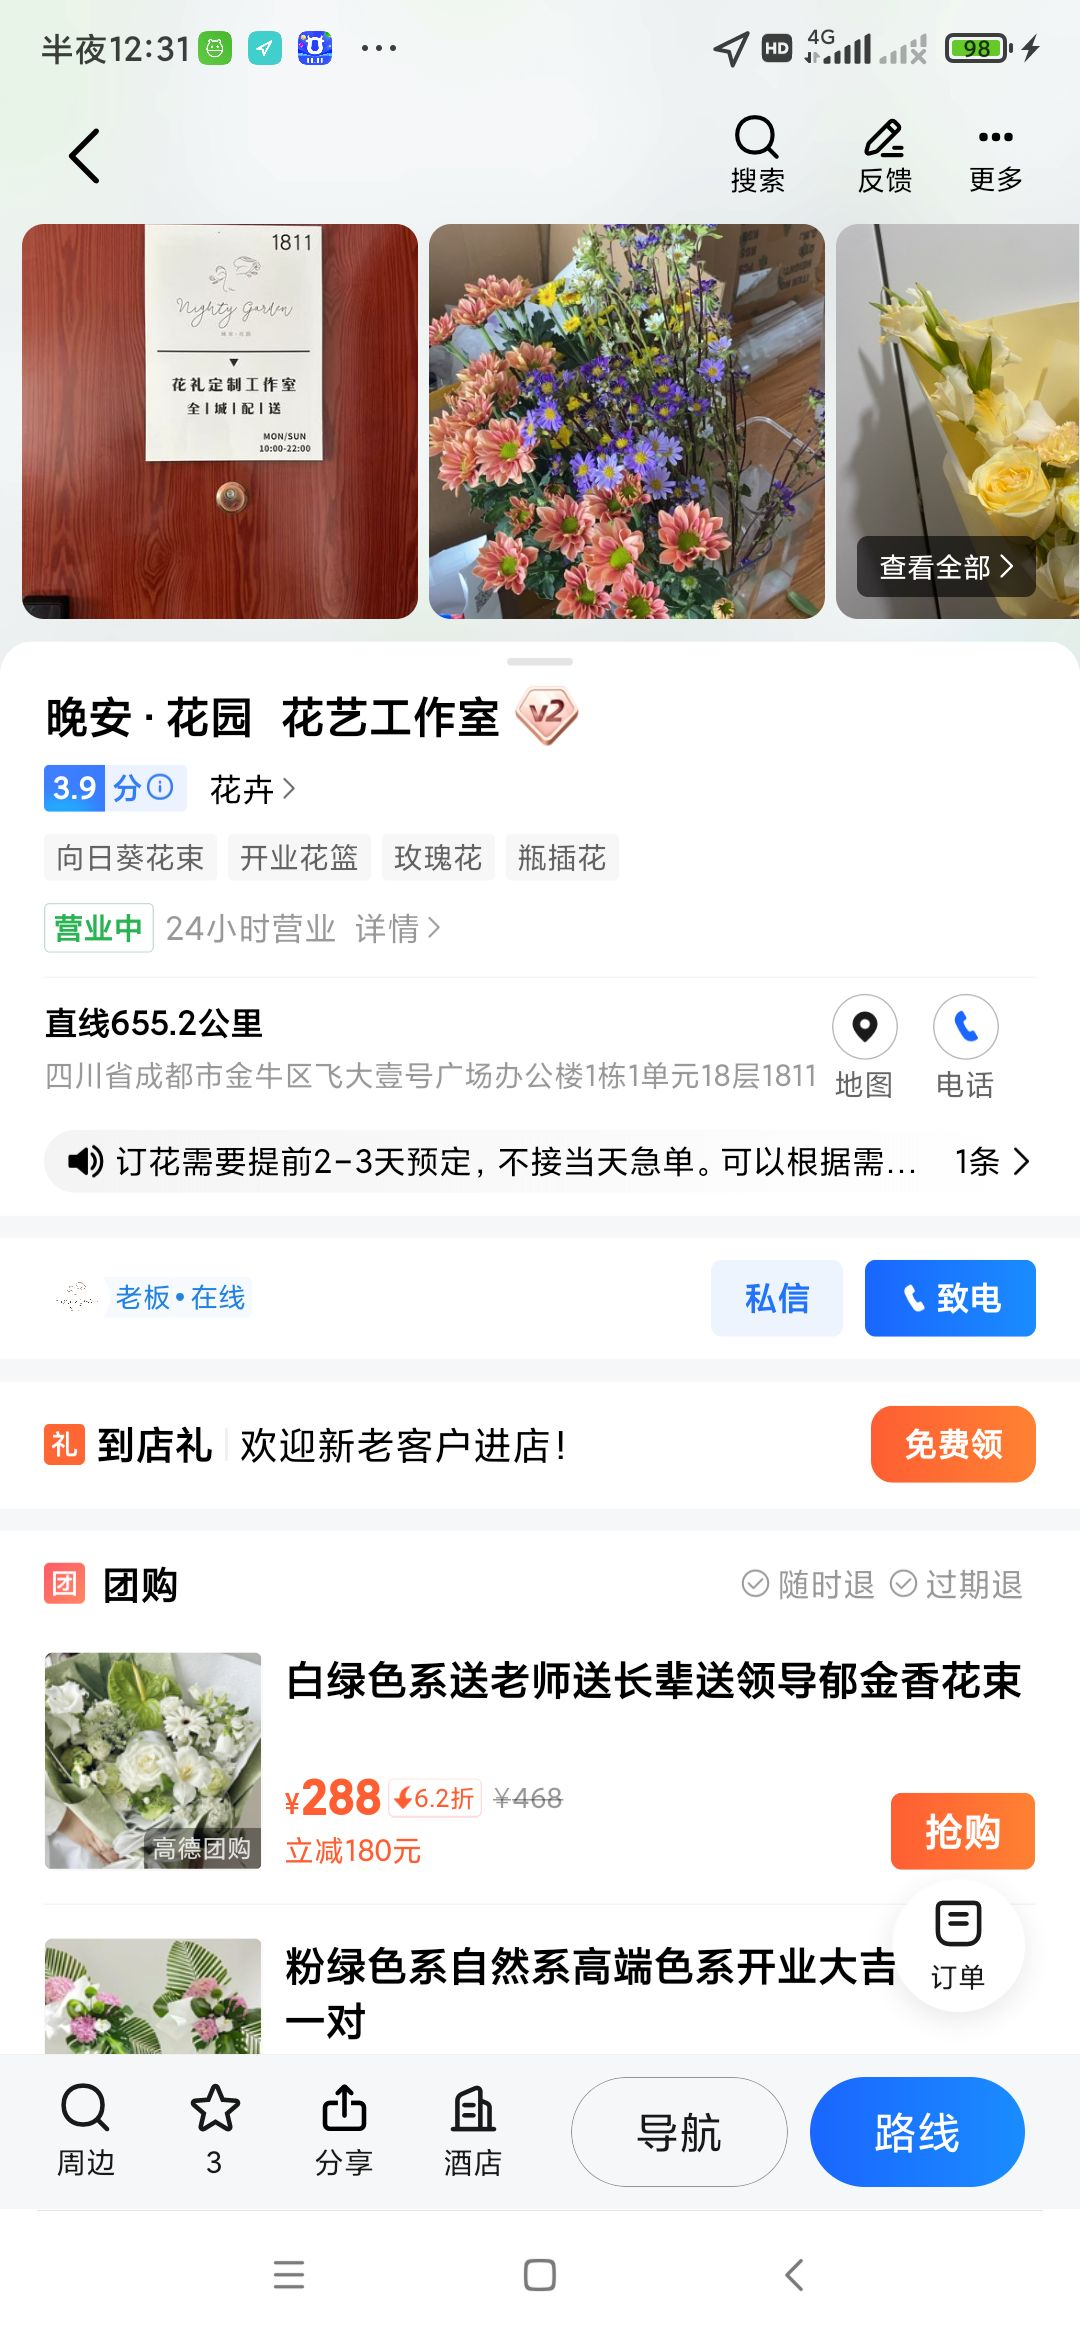 半夜12:31
11.11
HD
4G
98
搜索
反馈
更多
1811
Nighty Garden
晚安·花园
花礼定制工作室
全|城|配|送
MON/SUN
10:00-22:00
查看全部
晚安·花园 花艺工作室
v2
3.9 分
花卉
向日葵花束
开业花篮
玫瑰花
瓶插花
营业中 24小时营业 详情
直线655.2公里
四川省成都市金牛区飞大壹号广场办公楼1栋1单元18层1811
地图
电话
订花需要提前2-3天预定，不接当天急单。可以根据需...
1条
老板•在线
私信
致电
礼 到店礼 欢迎新老客户进店！
免费领
团 团购
随时退 过期退
白绿色系送老师送长辈送领导郁金香花束
¥288 6.2折 ¥468
立减180元
高德团购
抢购
粉绿色系自然系高端色系开业大吉
一对
订单
周边
3
分享
酒店
导航
路线